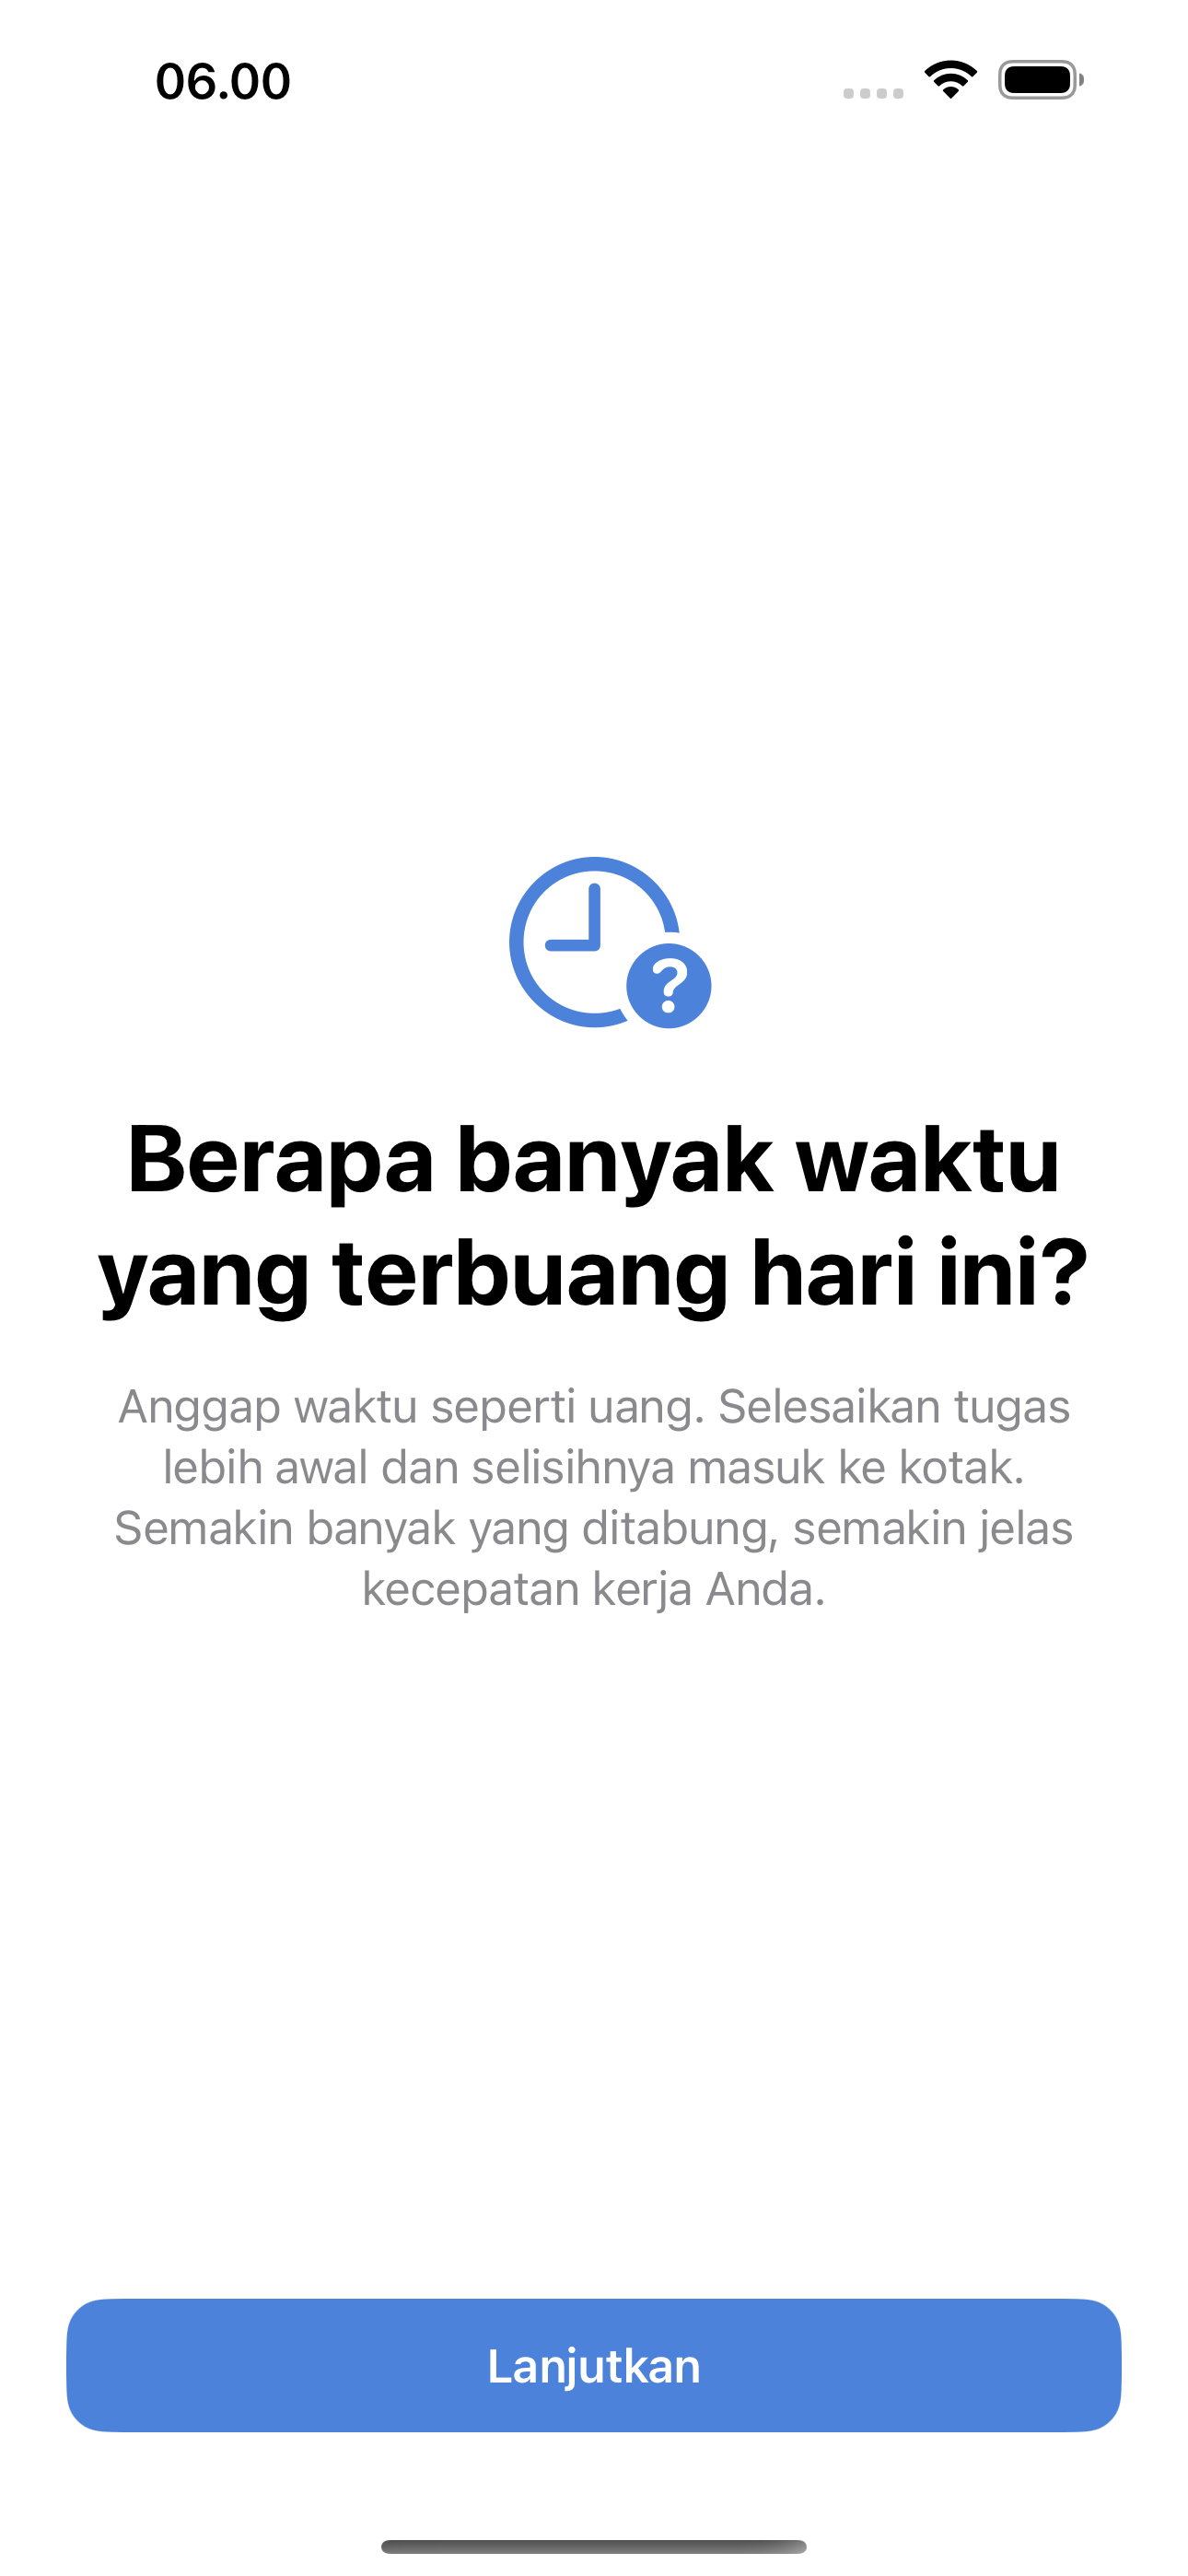 06.00
?
Berapa banyak waktu
yang terbuang hari ini?
Anggap waktu seperti uang. Selesaikan tugas
lebih awal dan selisihnya masuk ke kotak.
Semakin banyak yang ditabung, semakin jelas
kecepatan kerja Anda.
Lanjutkan